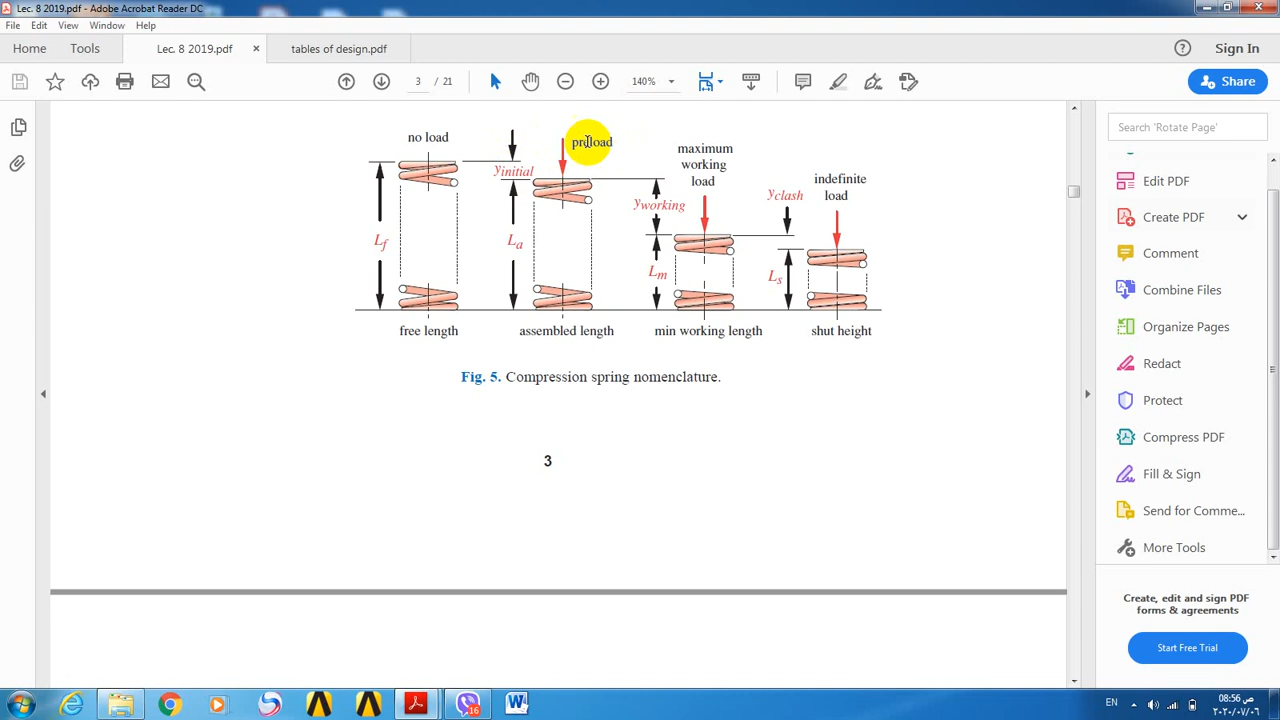 Lec. 8 2019.pdf - Adobe Acrobat Reader DC
File Edit View Window Help
Home Tools Lec. 8 2019.pdf × tables of design.pdf Sign In
3 / 21 140% Share
no load
preload
maximum
working
load
indefinite
load
yinitial
yworking
yclash
Lf
La
Lm
Ls
free length assembled length min working length shut height
Fig. 5. Compression spring nomenclature.
3
Search 'Rotate Page'
Edit PDF
Create PDF
Comment
Combine Files
Organize Pages
Redact
Protect
Compress PDF
Fill & Sign
Send for Comme...
More Tools
Create, edit and sign PDF
forms & agreements
Start Free Trial
16
EN
08:56 ص
٢٠٢٠/٠٧/٠٦